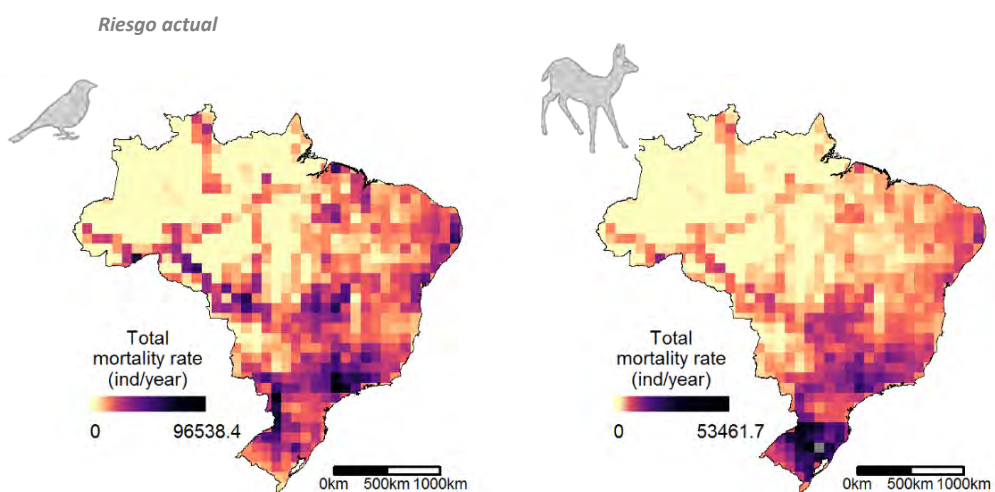 Riesgo actual
Total
mortality rate
(ind/year)
0 96538.4
0km 500km 1000km
Total
mortality rate
(ind/year)
0 53461.7
0km 500km 1000km